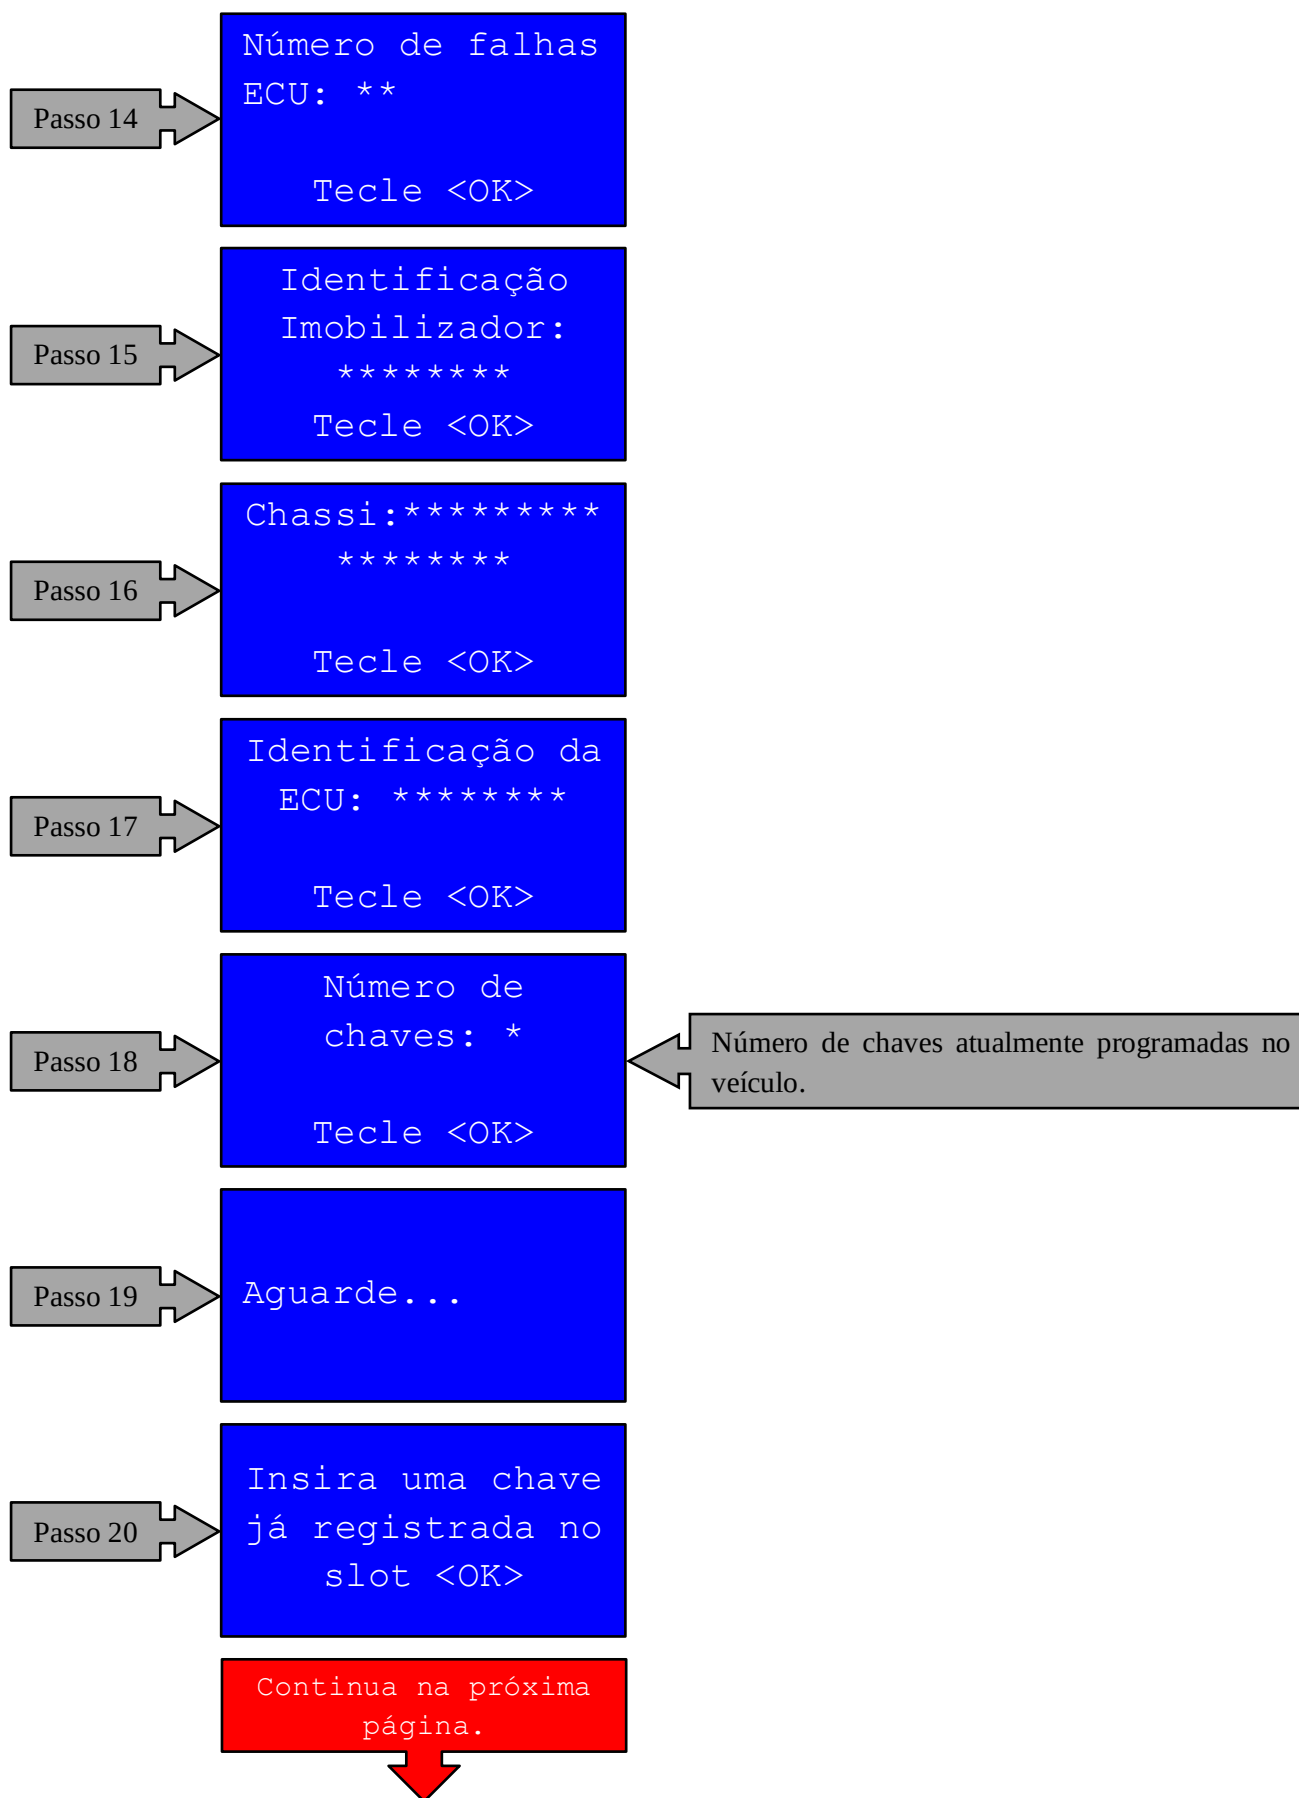 Passo 14
Número de falhas
ECU: **
Tecle <OK>
Passo 15
Identificação
Imobilizador:
********
Tecle <OK>
Passo 16
Chassi:*********
********
Tecle <OK>
Passo 17
Identificação da
ECU: ********
Tecle <OK>
Passo 18
Número de
chaves: *
Tecle <OK>
Número de chaves atualmente programadas no
veículo.
Passo 19
Aguarde...
Passo 20
Insira uma chave
já registrada no
slot <OK>
Continua na próxima
página.